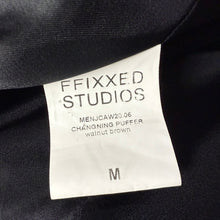 FFIXXED
STUDIOS
MENJCAW20.06
CHANGNING PUFFER
walnut brown
M